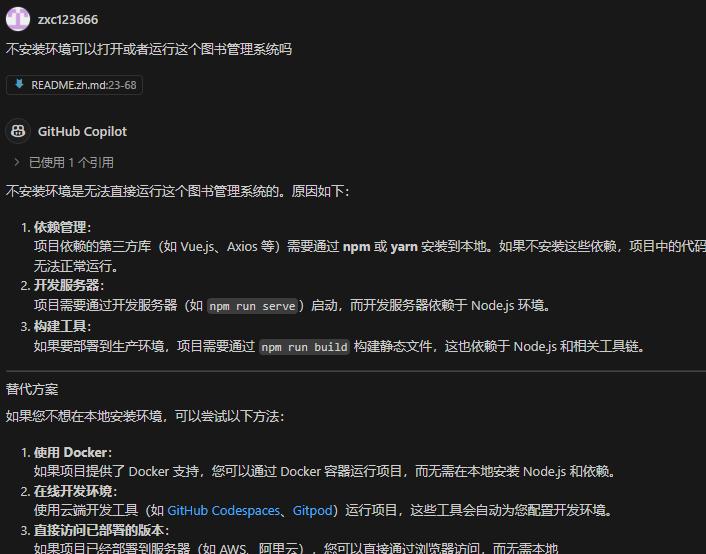 zxc123666
不安装环境可以打开或者运行这个图书管理系统吗
README.zh.md:23-68
GitHub Copilot
已使用 1 个引用
不安装环境是无法直接运行这个图书管理系统的。原因如下：
1. 依赖管理：
项目依赖的第三方库（如 Vue.js、Axios 等）需要通过 npm 或 yarn 安装到本地。如果不安装这些依赖，项目中的代码
无法正常运行。
2. 开发服务器：
项目需要通过开发服务器（如 npm run serve）启动，而开发服务器依赖于 Node.js 环境。
3. 构建工具：
如果要部署到生产环境，项目需要通过 npm run build 构建静态文件，这也依赖于 Node.js 和相关工具链。
替代方案
如果您不想在本地安装环境，可以尝试以下方法：
1. 使用 Docker：
如果项目提供了 Docker 支持，您可以通过 Docker 容器运行项目，而无需在本地安装 Node.js 和依赖。
2. 在线开发环境：
使用云端开发工具（如 GitHub Codespaces、Gitpod）运行项目，这些工具会自动为您配置开发环境。
3. 直接访问已部署的版本：
如果项目已经部署到服务器（如 AWS、阿里云），您可以直接通过浏览器访问，而无需本地